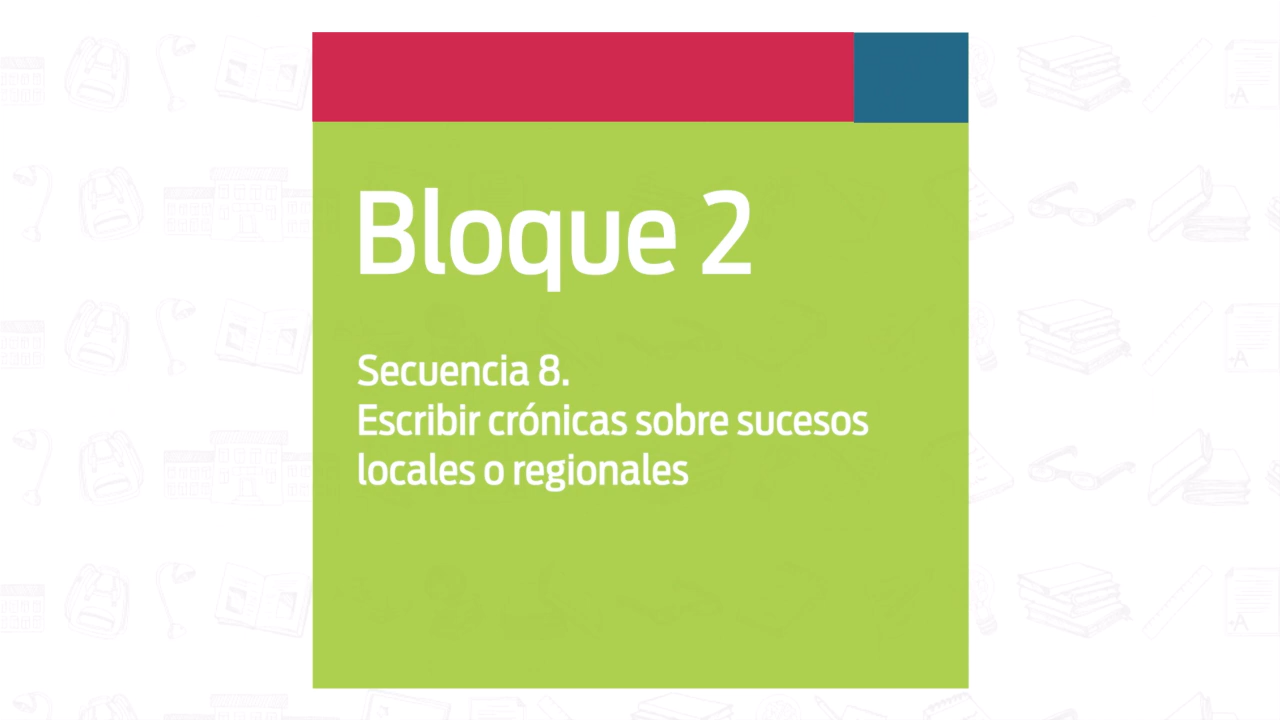 Bloque 2
Secuencia 8.
Escribir crónicas sobre sucesos
locales o regionales